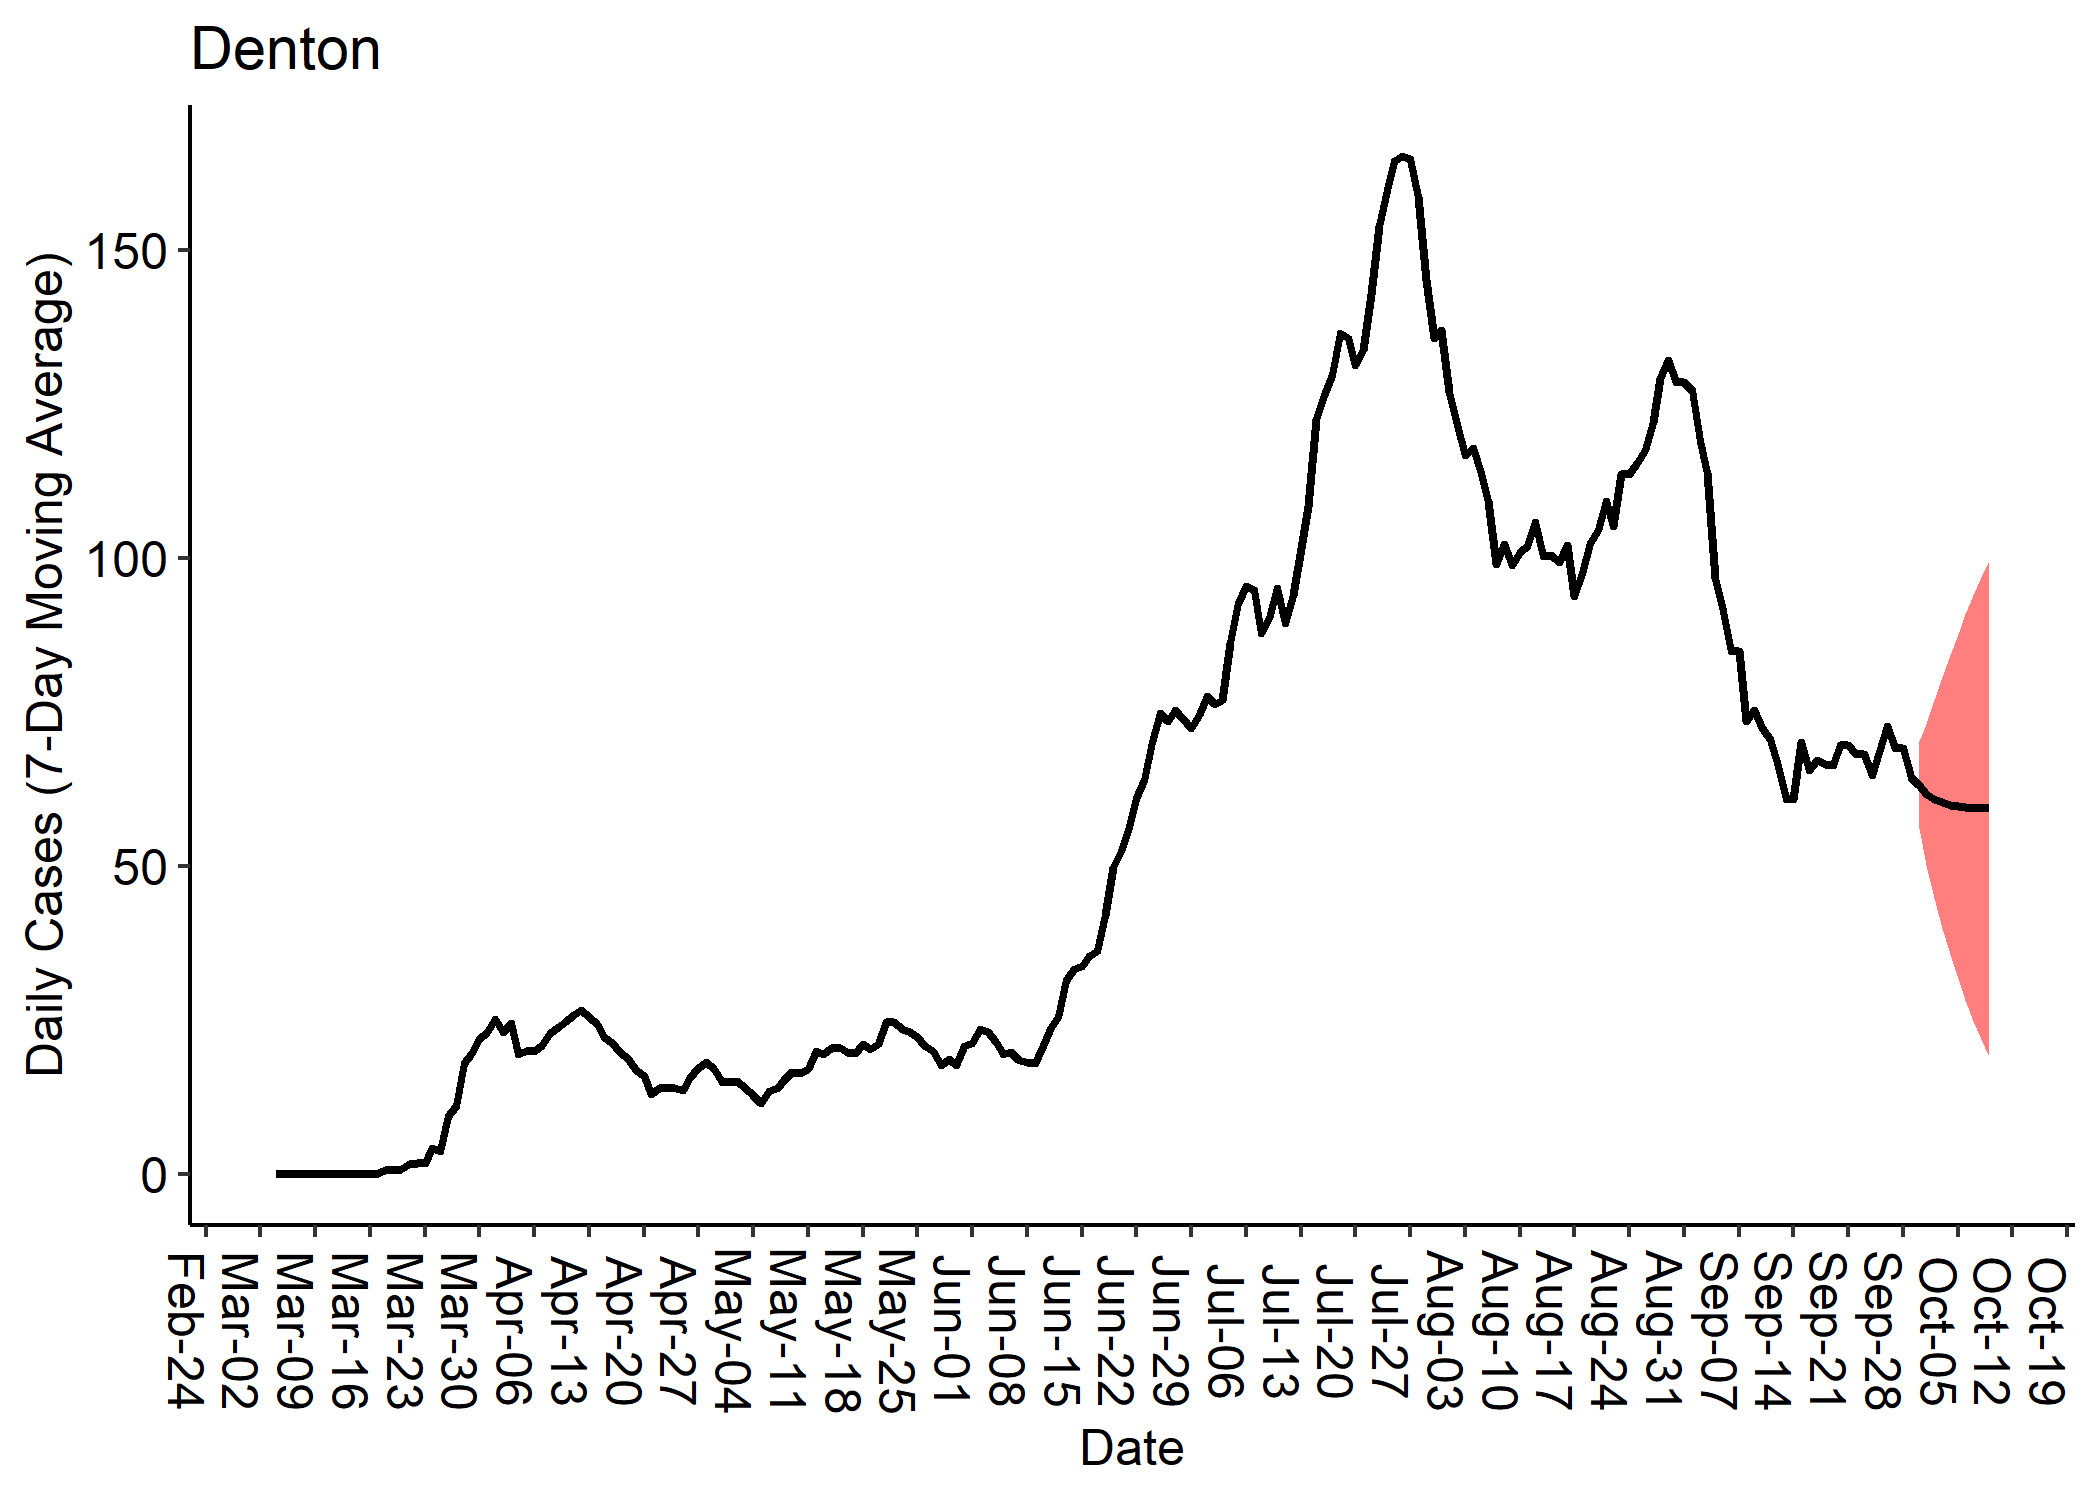 Denton
Daily Cases (7-Day Moving Average)
150
100
50
0
Feb-24
Mar-02
Mar-09
Mar-16
Mar-23
Mar-30
Apr-06
Apr-13
Apr-20
Apr-27
May-04
May-11
May-18
May-25
Jun-01
Jun-08
Jun-15
Jun-22
Jun-29
Jul-06
Jul-13
Jul-20
Jul-27
Aug-03
Aug-10
Aug-17
Aug-24
Aug-31
Sep-07
Sep-14
Sep-21
Sep-28
Oct-05
Oct-12
Oct-19
Date